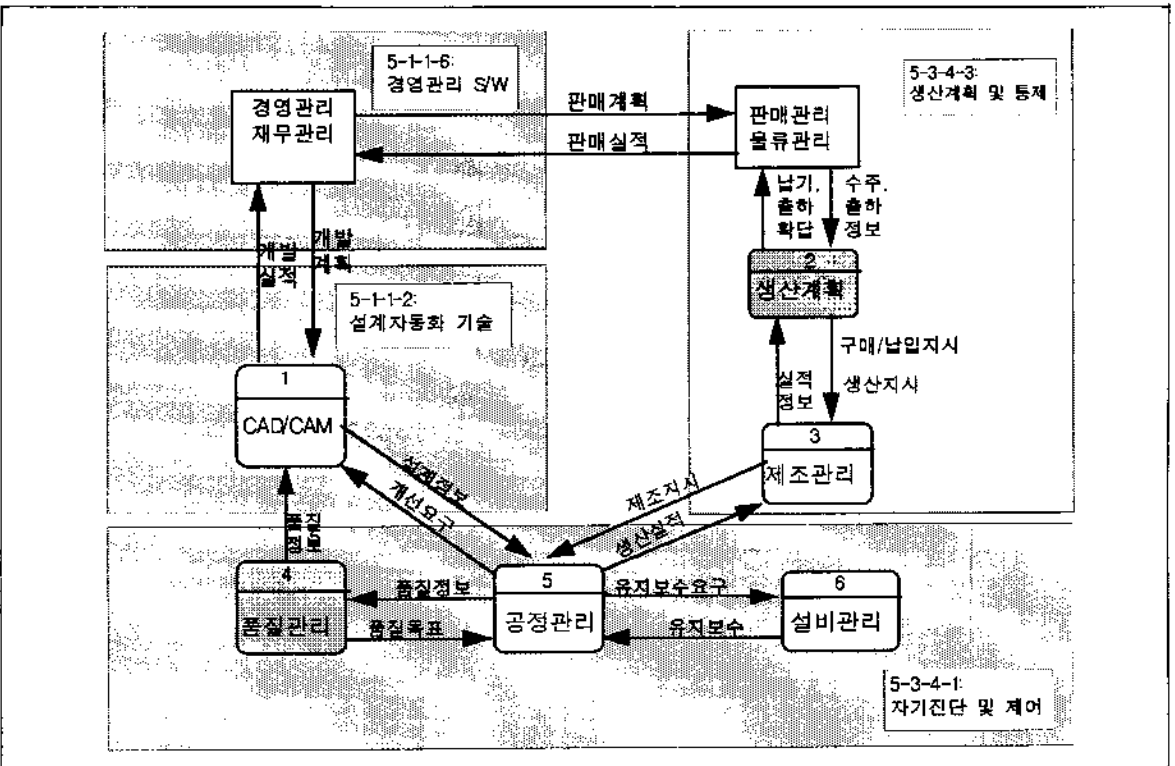 5-1-1-6:
경영관리 S/W
경영관리
재무관리
판매계획
판매실적
판매관리
물류관리
5-3-4-3:
생산계획 및 통제
납기,
출하
확답
수주,
출하
정보
개발
실적
개발
계획
2
생산계획
5-1-1-2:
설계자동화 기술
구매/납입지시
생산지시
실적
정보
1
CAD/CAM
3
제조관리
설계정보
개선요구
제조지시
생산실적
품질
정보
4
품질관리
품질정보
품질목표
5
공정관리
유지보수요구
유지보수
6
설비관리
5-3-4-1:
자기진단 및 제어